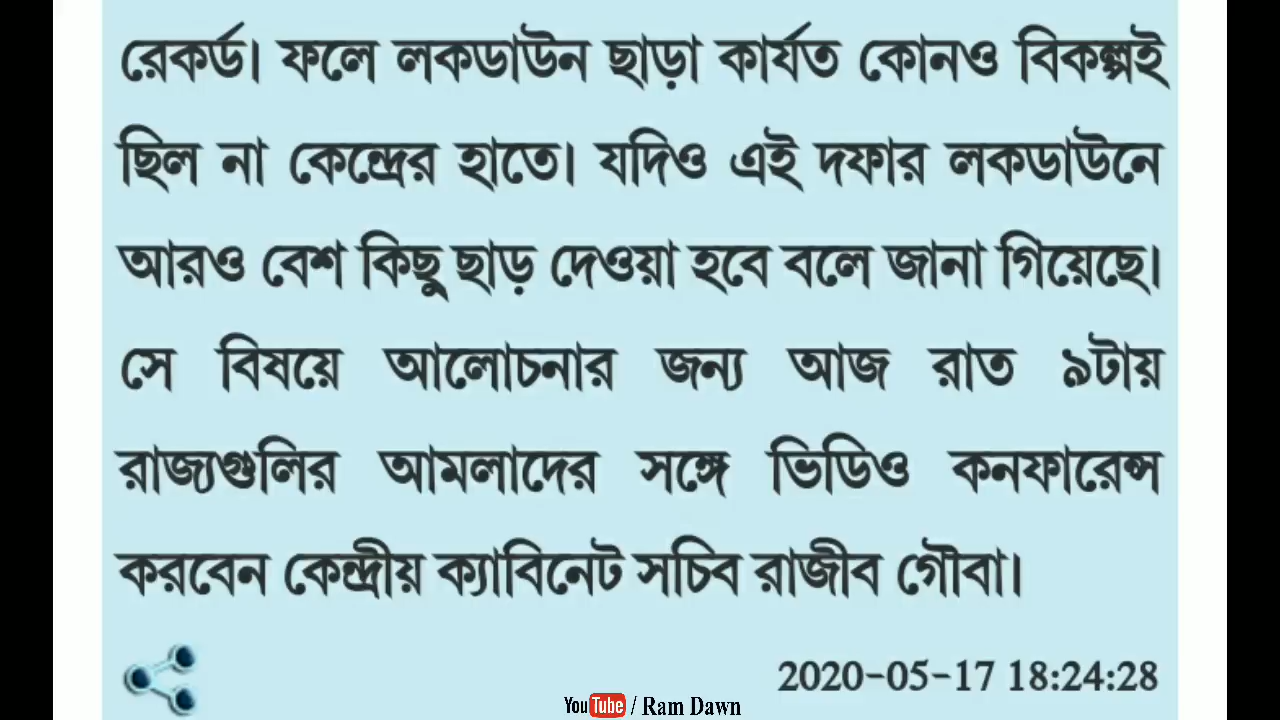 রেকর্ড। ফলে লকডাউন ছাড়া কার্যত কোনও বিকল্পই
ছিল না কেন্দ্রের হাতে। যদিও এই দফার লকডাউনে
আরও বেশ কিছু ছাড় দেওয়া হবে বলে জানা গিয়েছে।
সে বিষয়ে আলোচনার জন্য আজ রাত ৯টায়
রাজ্যগুলির আমলাদের সঙ্গে ভিডিও কনফারেন্স
করবেন কেন্দ্রীয় ক্যাবিনেট সচিব রাজীব গৌবা।
2020-05-17 18:24:28
YouTube / Ram Dawn